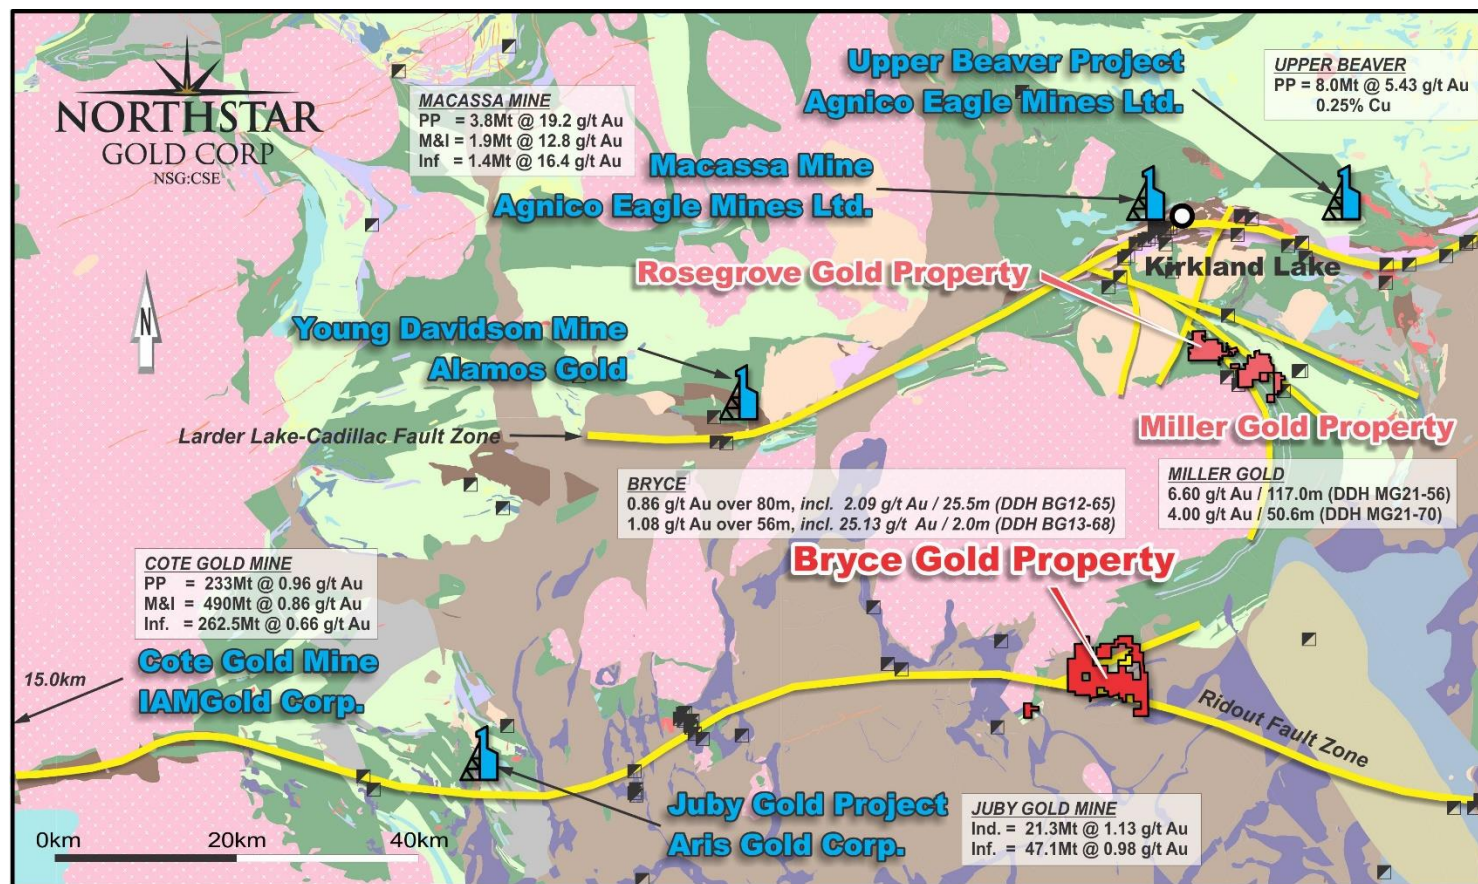 NORTHSTAR
GOLD CORP
NSG:CSE
MACASSA MINE
PP = 3.8Mt @ 19.2 g/t Au
M&I = 1.9Mt @ 12.8 g/t Au
Inf = 1.4Mt @ 16.4 g/t Au
Upper Beaver Project
Agnico Eagle Mines Ltd.
UPPER BEAVER
PP = 8.0Mt @ 5.43 g/t Au
0.25% Cu
Macassa Mine
Agnico Eagle Mines Ltd.
Kirkland Lake
Rosegrove Gold Property
N
Young Davidson Mine
Alamos Gold
Larder Lake-Cadillac Fault Zone
Miller Gold Property
BRYCE
0.86 g/t Au over 80m, incl. 2.09 g/t Au / 25.5m (DDH BG12-65)
1.08 g/t Au over 56m, incl. 25.13 g/t Au / 2.0m (DDH BG13-68)
MILLER GOLD
6.60 g/t Au / 117.0m (DDH MG21-56)
4.00 g/t Au / 50.6m (DDH MG21-70)
Bryce Gold Property
COTE GOLD MINE
PP = 233Mt @ 0.96 g/t Au
M&I = 490Mt @ 0.86 g/t Au
Inf. = 262.5Mt @ 0.66 g/t Au
15.0km
Cote Gold Mine
IAMGold Corp.
Ridout Fault Zone
Juby Gold Project
Aris Gold Corp.
JUBY GOLD MINE
Ind. = 21.3Mt @ 1.13 g/t Au
Inf. = 47.1Mt @ 0.98 g/t Au
0km 20km 40km